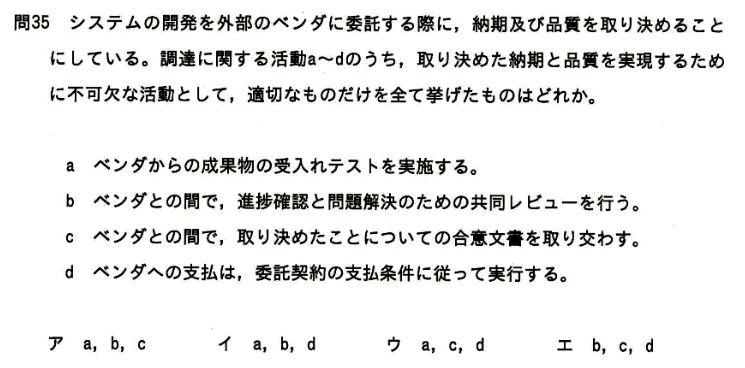 問35 システムの開発を外部のベンダに委託する際に，納期及び品質を取り決めること
にしている。調達に関する活動a～dのうち，取り決めた納期と品質を実現するため
に不可欠な活動として，適切なものだけを全て挙げたものはどれか。
a ベンダからの成果物の受入れテストを実施する。
b ベンダとの間で，進捗確認と問題解決のための共同レビューを行う。
c ベンダとの間で，取り決めたことについての合意文書を取り交わす。
d ベンダへの支払は，委託契約の支払条件に従って実行する。
ア a, b, c イ a, b, d ウ a, c, d エ b, c, d